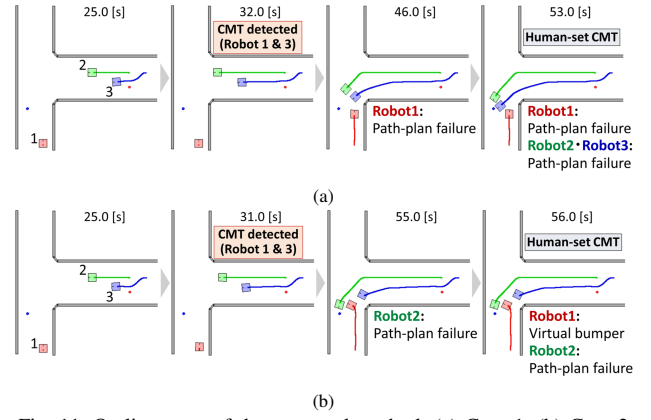 25.0 [s]
32.0 [s]
46.0 [s]
53.0 [s]
CMT detected
(Robot 1 & 3)
Human-set CMT
2
3
1
Robot1:
Path-plan failure
Robot1:
Path-plan failure
Robot2・Robot3:
Path-plan failure
(a)
25.0 [s]
31.0 [s]
55.0 [s]
56.0 [s]
CMT detected
(Robot 1 & 3)
Human-set CMT
2
3
1
Robot2:
Path-plan failure
Robot1:
Virtual bumper
Robot2:
Path-plan failure
(b)